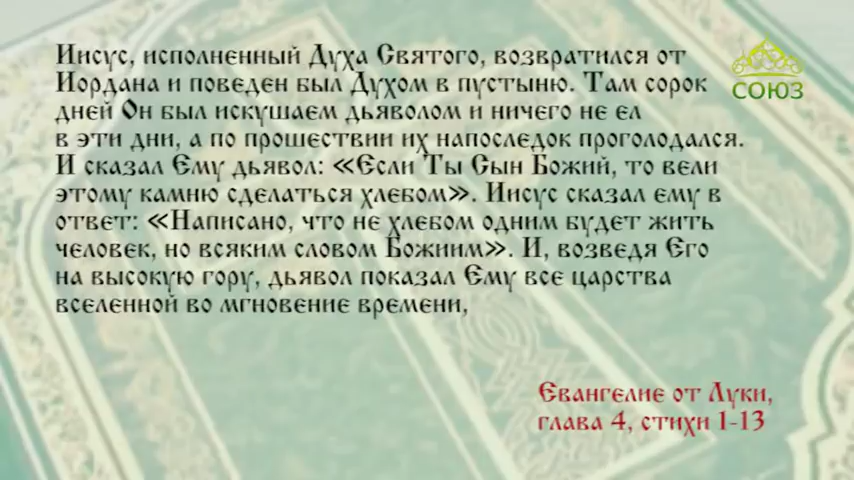 Иисус, исполненный Духа Святого, возвратился от
Иордана и поведен был Духом в пустыню. Там сорок
дней Он был искушаем дьяволом и ничего не ел
в эти дни, а по прошествии их напоследок проголодался.
И сказал Ему дьявол: «Если Ты Сын Божий, то вели
этому камню сделаться хлебом». Иисус сказал ему в
ответ: «Написано, что не хлебом одним будет жить
человек, но всяким словом Божиим». И, возведя Его
на высокую гору, дьявол показал Ему все царства
вселенной во мгновение времени,
СОЮЗ
Евангелие от Луки,
глава 4, стихи 1-13